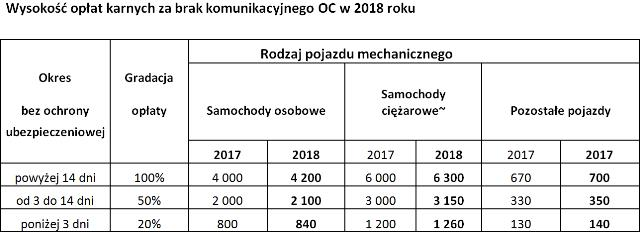 Wysokość opłat karnych za brak komunikacyjnego OC w 2018 roku
Okres bez ochrony ubezpieczeniowej Gradacja opłaty Rodzaj pojazdu mechanicznego
Samochody osobowe Samochody ciężarowe~ Pozostałe pojazdy
2017 2018 2017 2018 2017 2017
powyżej 14 dni 100% 4 000 4 200 6 000 6 300 670 700
od 3 do 14 dni 50% 2 000 2 100 3 000 3 150 330 350
poniżej 3 dni 20% 800 840 1 200 1 260 130 140